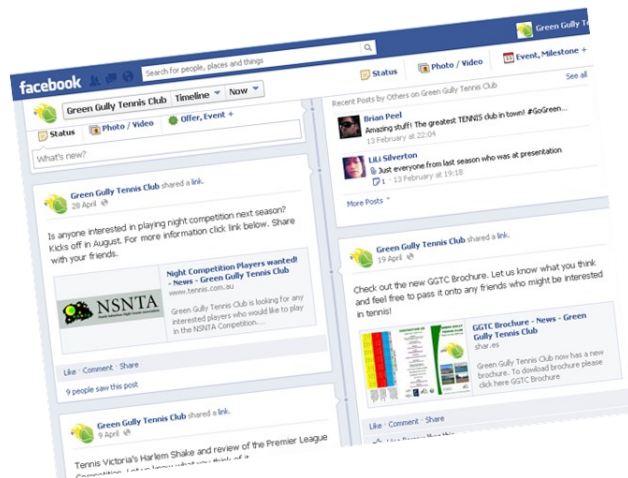 facebook
Search for people, places and things
Green Gully
Green Gully Tennis Club
Timeline
Now
Status
Photo / Video
Offer, Event +
What's new?
Green Gully Tennis Club shared a link.
28 April
Is anyone interested in playing night competition next season?
Kicks off in August. For more information click link below. Share
with your friends.
NSNTA
Night Competition Players wanted!
- News - Green Gully Tennis Club
www.tennis.com.au
Green Gully Tennis Club is looking for any
interested players who would like to play
in the NSNTA Competition....
Like · Comment · Share
9 people saw this post
Green Gully Tennis Club shared a link.
9 April
Tennis Victoria's Harlem Shake and review of the Premier League
Status
Photo / Video
Event, Milestone +
Recent Posts by Others on Green Gully Tennis Club
See all
Brian Peel
Amazing stuff! The greatest TENNIS club in town! #GoGreen...
13 February at 22:04
LiLi Silverton
Just everyone from last season who was at presentation
1 · 13 February at 19:18
More Posts
Green Gully Tennis Club shared a link.
19 April
Check out the new GGTC Brochure. Let us know what you think
and feel free to pass it onto any friends who might be interested
in tennis!
GGTC Brochure - News - Green
Gully Tennis Club
shar.es
Green Gully Tennis Club now has a new
brochure. To dowload brochure please
click here GGTC Brochure
Like · Comment · Share